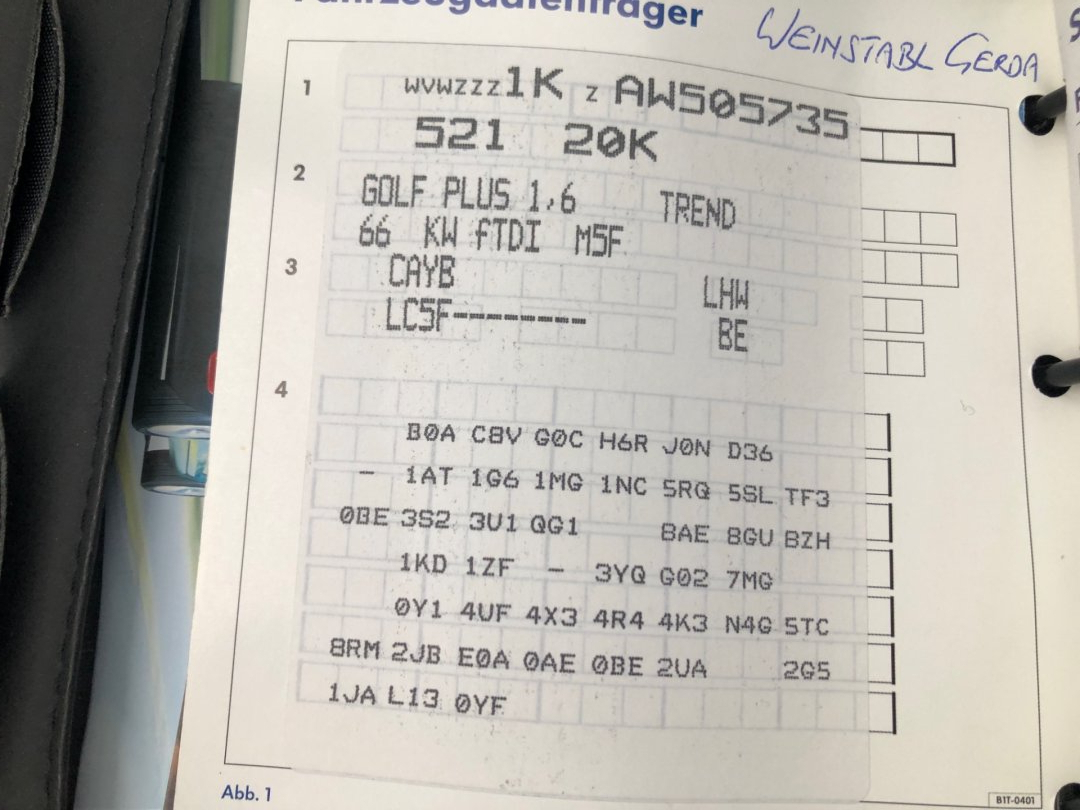 Fahrzeugdatenträger
WEINSTABL GERDA
1
WVWZZZ1K Z AW505735
521 20K
2
GOLF PLUS 1,6 TREND
66 KW fTDI M5F
3
CAYB LHW
LC5F--------- BE
4
B0A C8V G0C H6R J0N D36
- 1AT 1G6 1MG 1NC 5RQ 5SL TF3
0BE 3S2 3U1 QG1 8AE 8GU 8ZH
1KD 1ZF - 3YQ G02 7MG
0Y1 4UF 4X3 4R4 4K3 N4G 5TC
8RM 2JB E0A 0AE 0BE 2UA 2G5
1JA L13 0YF
Abb. 1
B1T-0401